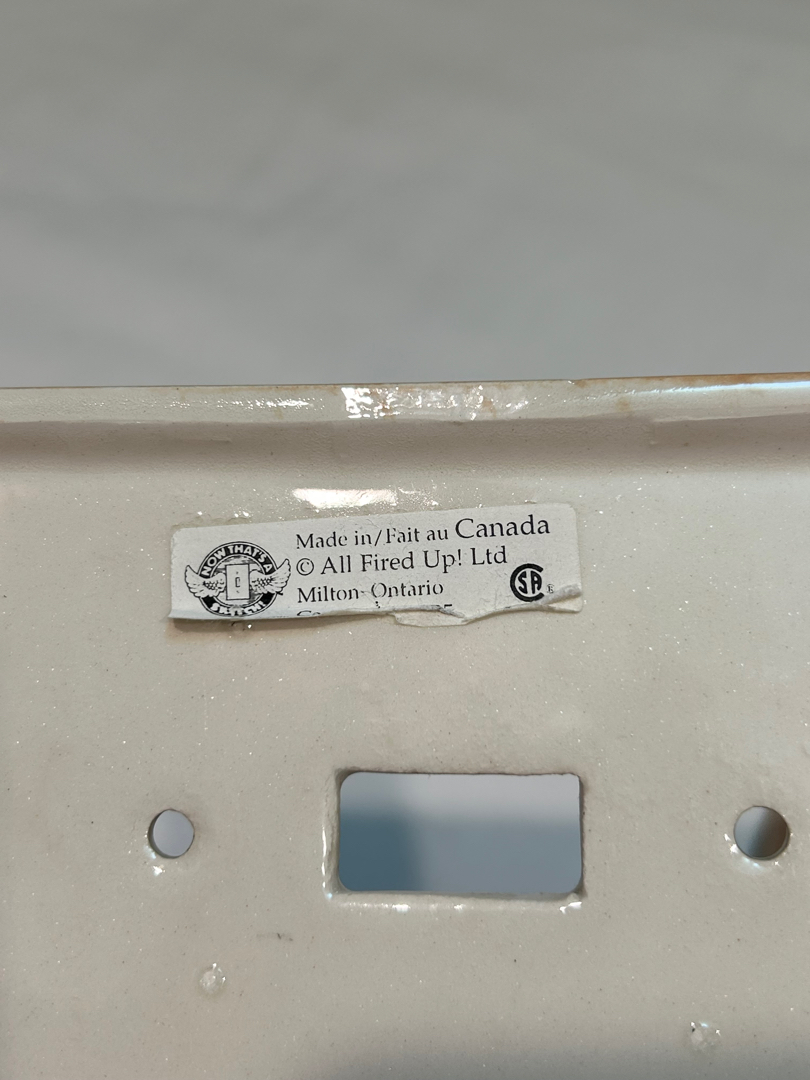 NOW THAT'S A
SWITCH!
Made in/Fait au Canada
© All Fired Up! Ltd
Milton- Ontario
SA